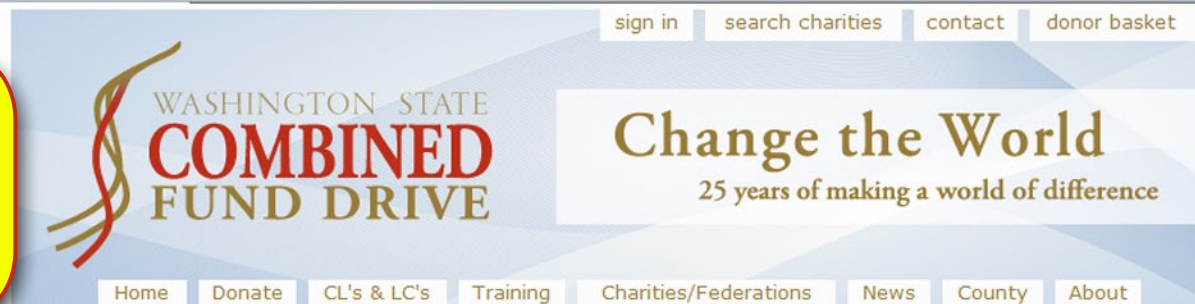 sign in search charities contact donor basket
WASHINGTON STATE
COMBINED
FUND DRIVE
Change the World
25 years of making a world of difference
Home Donate CL's & LC's Training Charities/Federations News County About